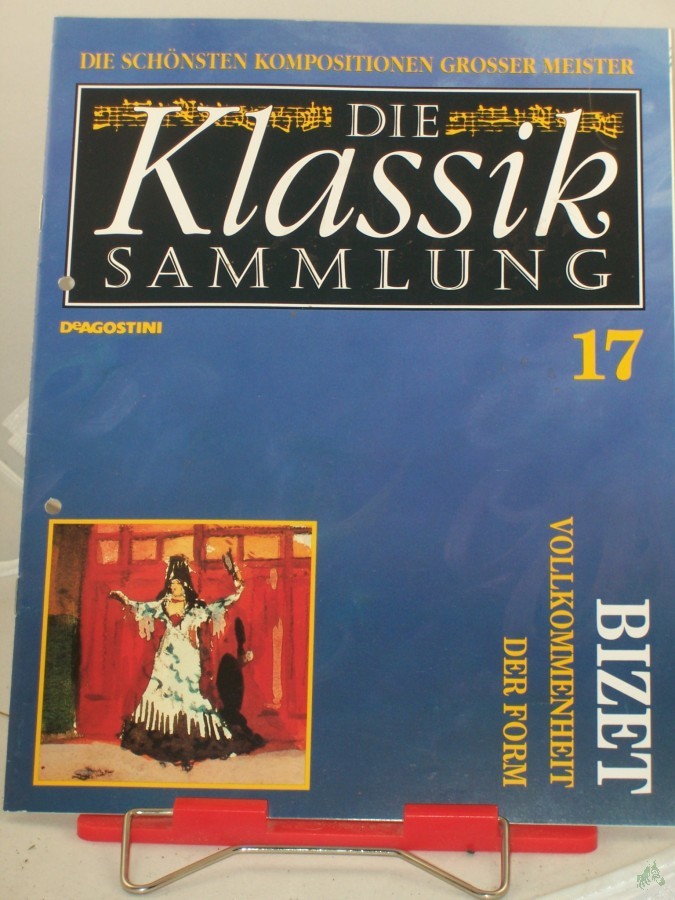 DIE SCHÖNSTEN KOMPOSITIONEN GROSSER MEISTER
DIE
Klassik
SAMMLUNG
DeAGOSTINI
17
BIZET
VOLLKOMMENHEIT
DER FORM